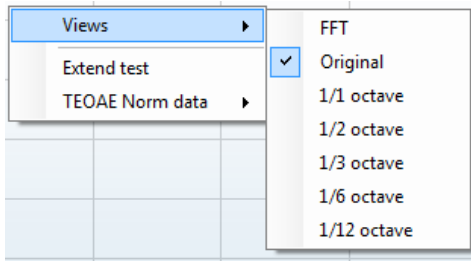 Views
Extend test
TEOAE Norm data
FFT
Original
1/1 octave
1/2 octave
1/3 octave
1/6 octave
1/12 octave